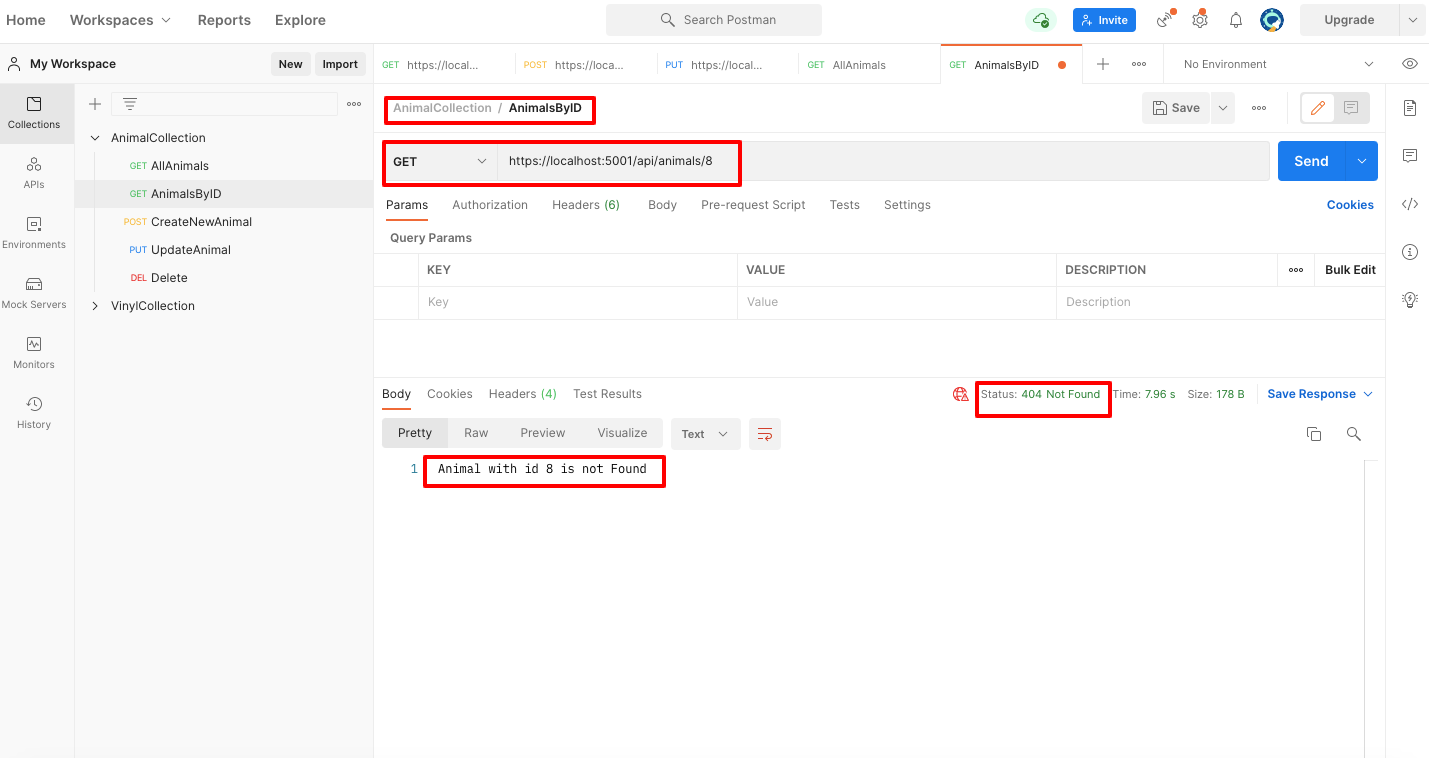 Home Workspaces Reports Explore Search Postman Invite Upgrade
My Workspace New Import
GET https://local... POST https://loca... PUT https://local... GET AllAnimals GET AnimalsByID No Environment
Collections
APIs
Environments
Mock Servers
Monitors
History
AnimalCollection
GET AllAnimals
GET AnimalsByID
POST CreateNewAnimal
PUT UpdateAnimal
DEL Delete
VinylCollection
AnimalCollection / AnimalsByID Save
GET https://localhost:5001/api/animals/8 Send
Params Authorization Headers (6) Body Pre-request Script Tests Settings Cookies
Query Params
KEY VALUE DESCRIPTION Bulk Edit
Key Value Description
Body Cookies Headers (4) Test Results Status: 404 Not Found Time: 7.96 s Size: 178 B Save Response
Pretty Raw Preview Visualize Text
1 Animal with id 8 is not Found